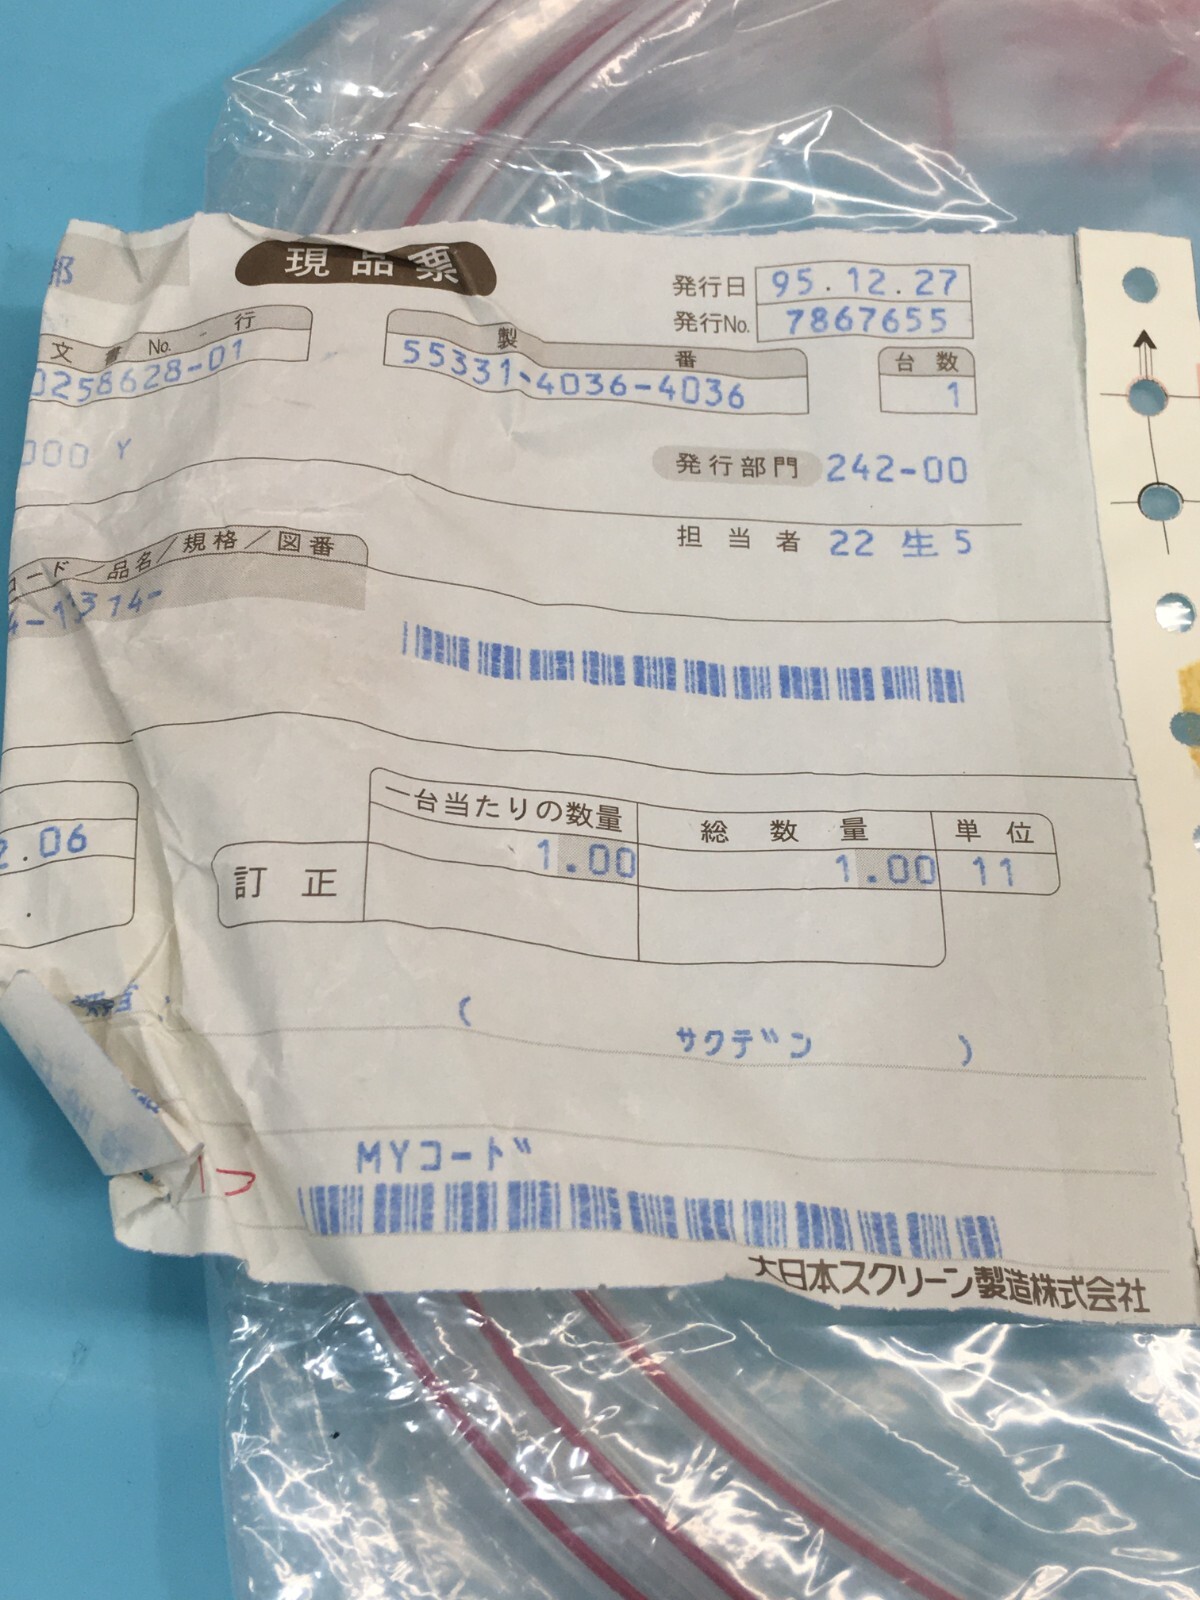 部
現品票
発行日 95.12.27
発行No. 7867655
文書No. - 行
0258628-01
製番
55331-4036-4036
台数
1
000 Y
発行部門 242-00
担当者 22 生5
コード/品名/規格/図番
4-11374-
2.06
一台当たりの数量 総数量 単位
1.00 1.00 11
訂正
( サクデン )
MYコード
大日本スクリーン製造株式会社